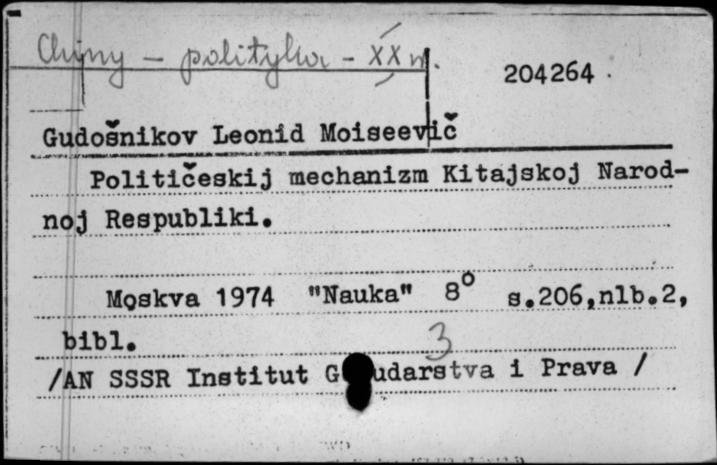 Chiny – polityka – XX w.
204264
Gudošnikov Leonid Moiseevič
Političeskij mechanizm Kitajskoj Narod-
noj Respubliki.
Moskva 1974 "Nauka" 8° s.206,nlb.2,
bibl.
3
/AN SSSR Institut G udarstva i Prava /